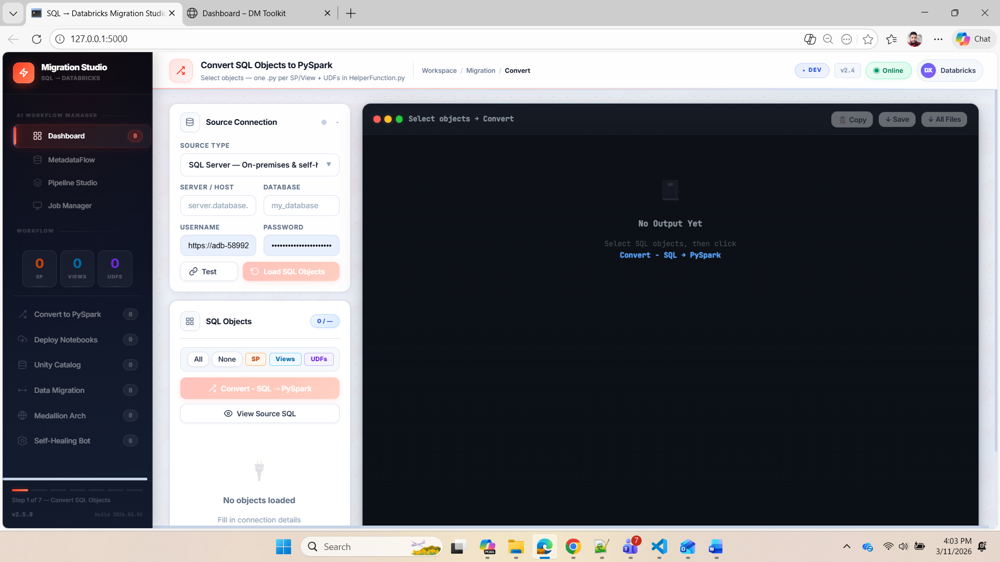 SQL → Databricks Migration Studio
Dashboard – DM Toolkit
127.0.0.1:5000
Chat
Migration Studio
SQL → DATABRICKS
AI WORKFLOW MANAGER
Dashboard 0
MetadataFlow
Pipeline Studio
Job Manager
WORKFLOW
0 0 0
SP VIEWS UDFS
Convert to PySpark 0
Deploy Notebooks 0
Unity Catalog 0
Data Migration 0
Medallion Arch 0
Self-Healing Bot 0
Step 1 of 7 — Convert SQL Objects
v2.5.0 build 2026.03.01
Convert SQL Objects to PySpark
Select objects — one .py per SP/View + UDFs in HelperFunction.py
Workspace / Migration / Convert
• DEV
v2.4
Online
DX Databricks
Source Connection -
SOURCE TYPE
SQL Server — On-premises & self-h
SERVER / HOST DATABASE
server.database. my_database
USERNAME PASSWORD
https://adb-58992 ••••••••••••••••••••••
Test Load SQL Objects
SQL Objects 0 / —
All None SP Views UDFs
Convert - SQL → PySpark
View Source SQL
No objects loaded
Fill in connection details
Select objects → Convert
Copy ↓ Save ↓ All Files
No Output Yet
Select SQL objects, then click
Convert - SQL → PySpark
Search
M365
7
4:03 PM
3/11/2026